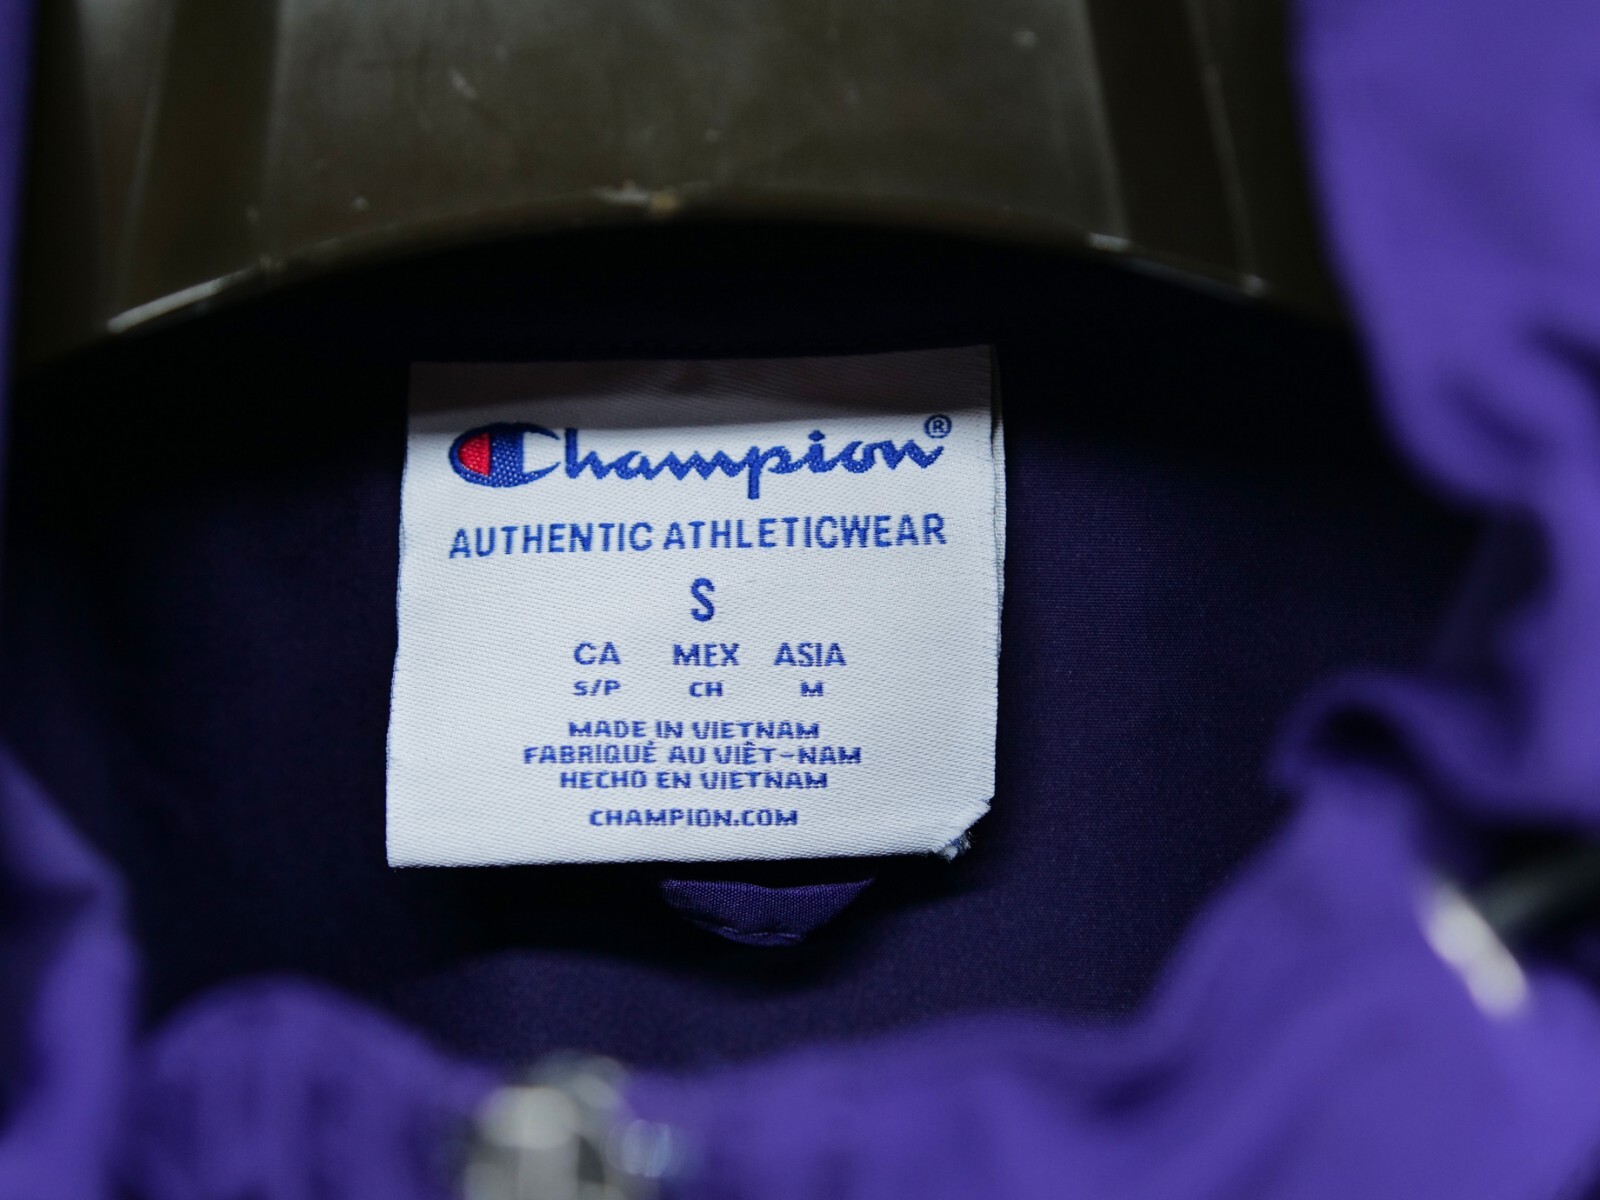 Champion®
AUTHENTIC ATHLETICWEAR
S
CA MEX ASIA
S/P CH M
MADE IN VIETNAM
FABRIQUÉ AU VIÊT-NAM
HECHO EN VIETNAM
CHAMPION.COM